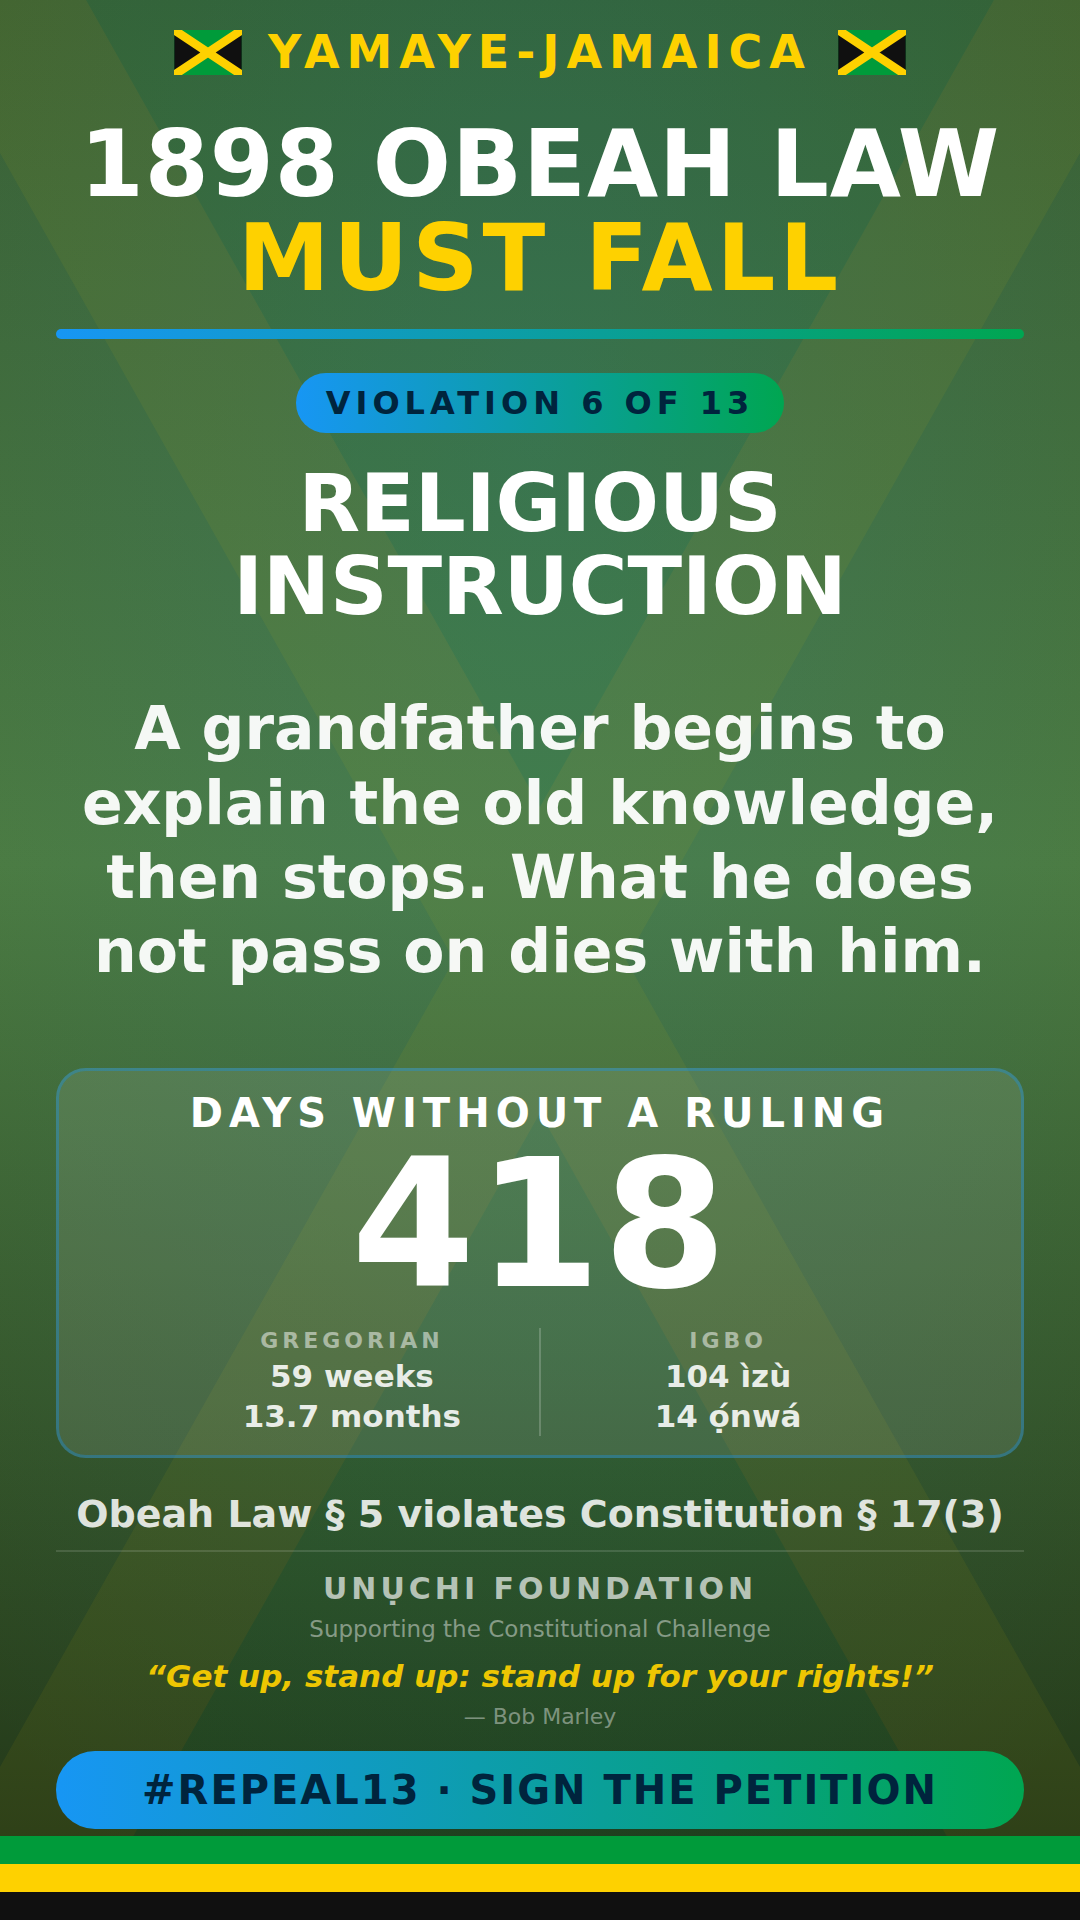 YAMAYE-JAMAICA
1898 OBEAH LAW
MUST FALL
VIOLATION 6 OF 13
RELIGIOUS
INSTRUCTION
A grandfather begins to
explain the old knowledge,
then stops. What he does
not pass on dies with him.
DAYS WITHOUT A RULING
418
GREGORIAN
59 weeks
13.7 months
IGBO
104 ìzù
14 ọ́nwá
Obeah Law § 5 violates Constitution § 17(3)
UNỤCHI FOUNDATION
Supporting the Constitutional Challenge
“Get up, stand up: stand up for your rights!”
— Bob Marley
#REPEAL13 · SIGN THE PETITION